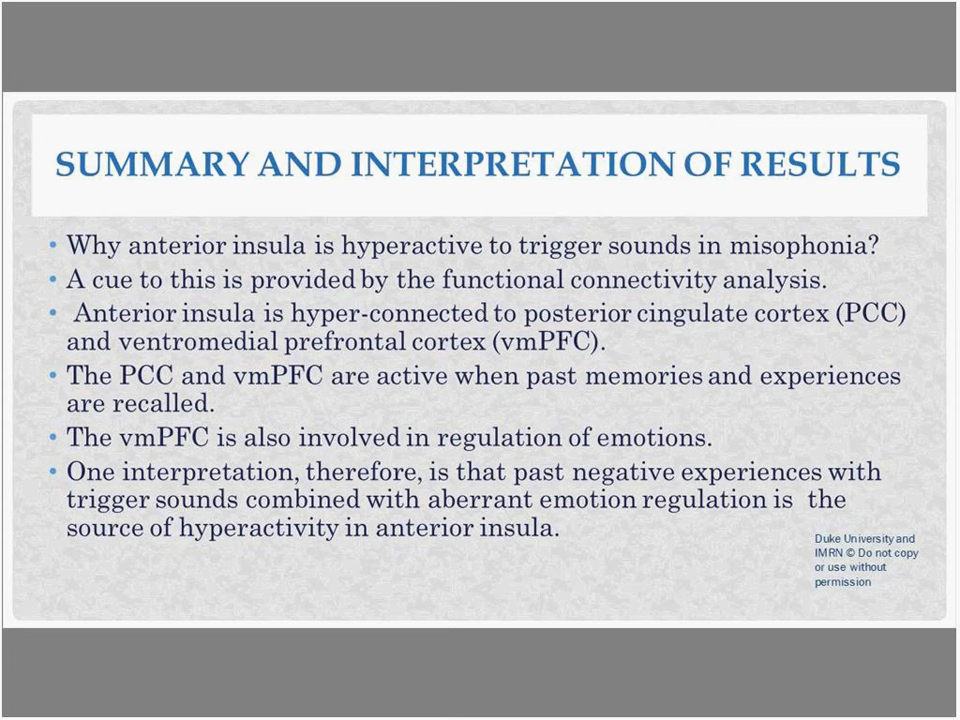 SUMMARY AND INTERPRETATION OF RESULTS
• Why anterior insula is hyperactive to trigger sounds in misophonia?
• A cue to this is provided by the functional connectivity analysis.
• Anterior insula is hyper-connected to posterior cingulate cortex (PCC)
and ventromedial prefrontal cortex (vmPFC).
• The PCC and vmPFC are active when past memories and experiences
are recalled.
• The vmPFC is also involved in regulation of emotions.
• One interpretation, therefore, is that past negative experiences with
trigger sounds combined with aberrant emotion regulation is the
source of hyperactivity in anterior insula.
Duke University and
IMRN © Do not copy
or use without
permission